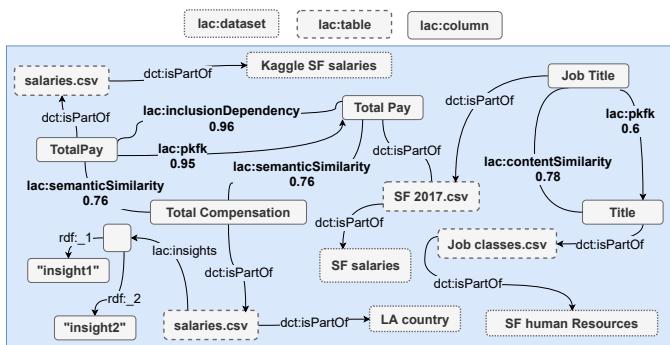 lac:dataset
lac:table
lac:column
salaries.csv
dct:isPartOf
Kaggle SF salaries
Job Title
dct:isPartOf
lac:inclusionDependency
0.96
Total Pay
dct:isPartOf
lac:pkfk
0.6
TotalPay
lac:pkfk
0.95
dct:isPartOf
lac:semanticSimilarity
0.76
lac:semanticSimilarity
0.76
lac:contentSimilarity
0.78
SF 2017.csv
Total Compensation
Title
rdf:_1
lac:insights
dct:isPartOf
dct:isPartOf
Job classes.csv
dct:isPartOf
"insight1"
SF salaries
dct:isPartOf
rdf:_2
"insight2"
salaries.csv
dct:isPartOf
LA country
SF human Resources